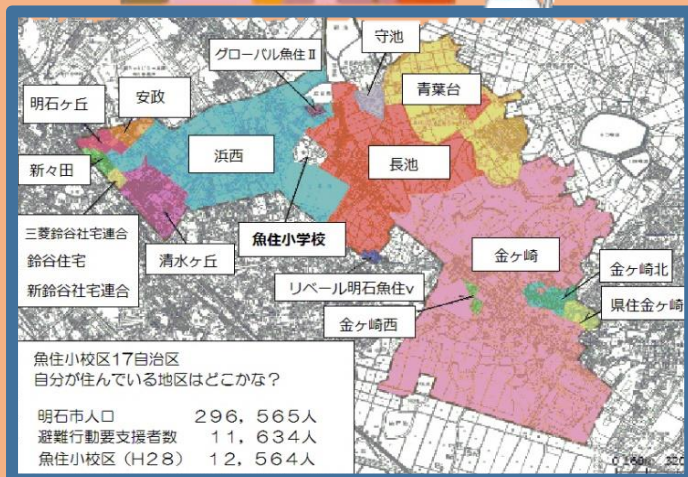 グローバル魚住Ⅱ
守池
青葉台
明石ヶ丘
安政
浜西
長池
新々田
三菱鈴谷社宅連合
鈴谷住宅
新鈴谷社宅連合
清水ヶ丘
魚住小学校
リベール明石魚住v
金ヶ崎
金ヶ崎北
県住金ヶ崎
金ヶ崎西
魚住小校区17自治区
自分が住んでいる地区はどこかな?
明石市人口 296,565人
避難行動要支援者数 11,634人
魚住小校区(H28) 12,564人